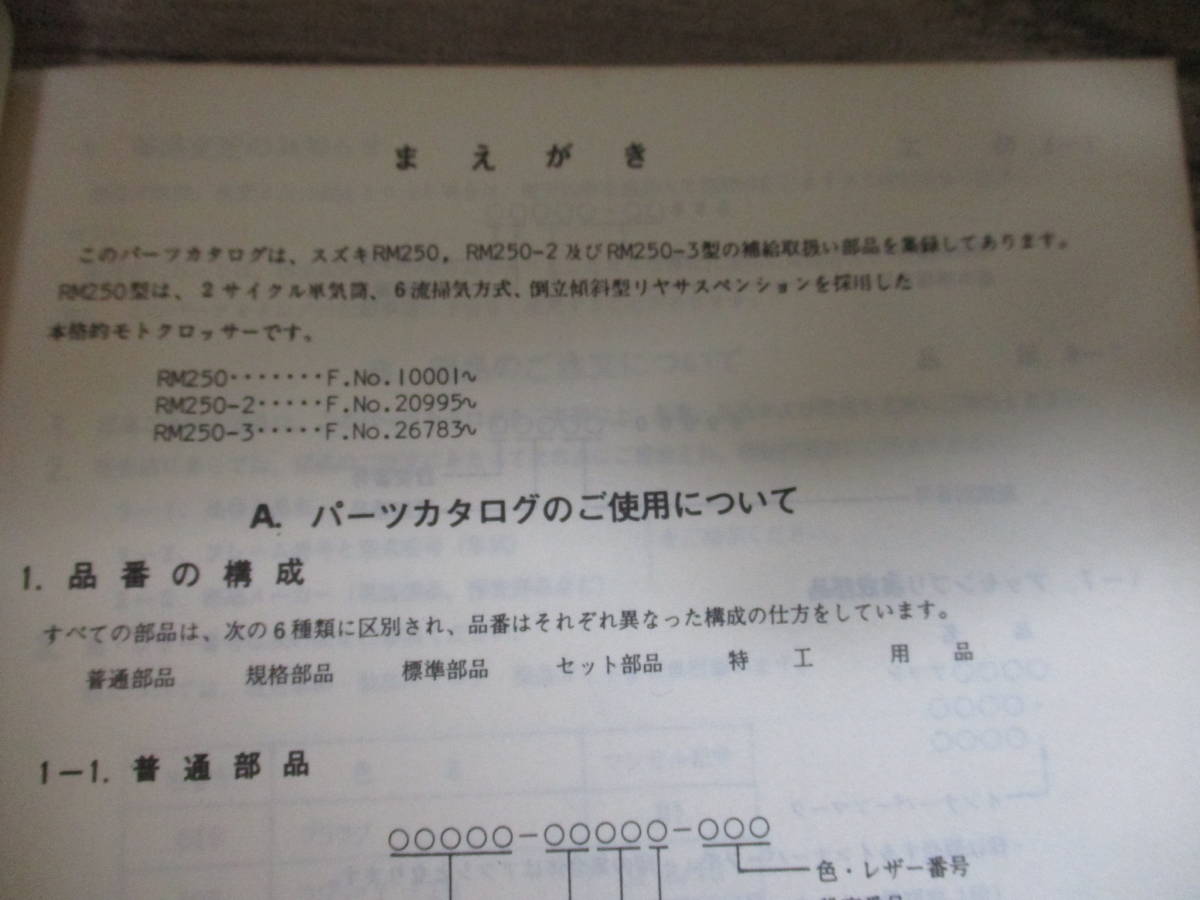 まえがき
このパーツカタログは、スズキRM250，RM250-2及びRM250-3型の補給取扱い部品を集録してあります。
RM250型は、2サイクル単気筒、6流掃気方式、倒立傾斜型リヤサスペンションを採用した
本格的モトクロッサーです。
RM250・・・・・・・F.No.10001~
RM250-2・・・・・F.No.20995~
RM250-3・・・・・F.No.26783~
A. パーツカタログのご使用について
1. 品番の構成
すべての部品は、次の6種類に区別され、品番はそれぞれ異なった構成の仕方をしています。
普通部品 規格部品 標準部品 セット部品 特工 用品
1-1. 普通部品
○○○○○-○○○○○-○○○
色・レザー番号